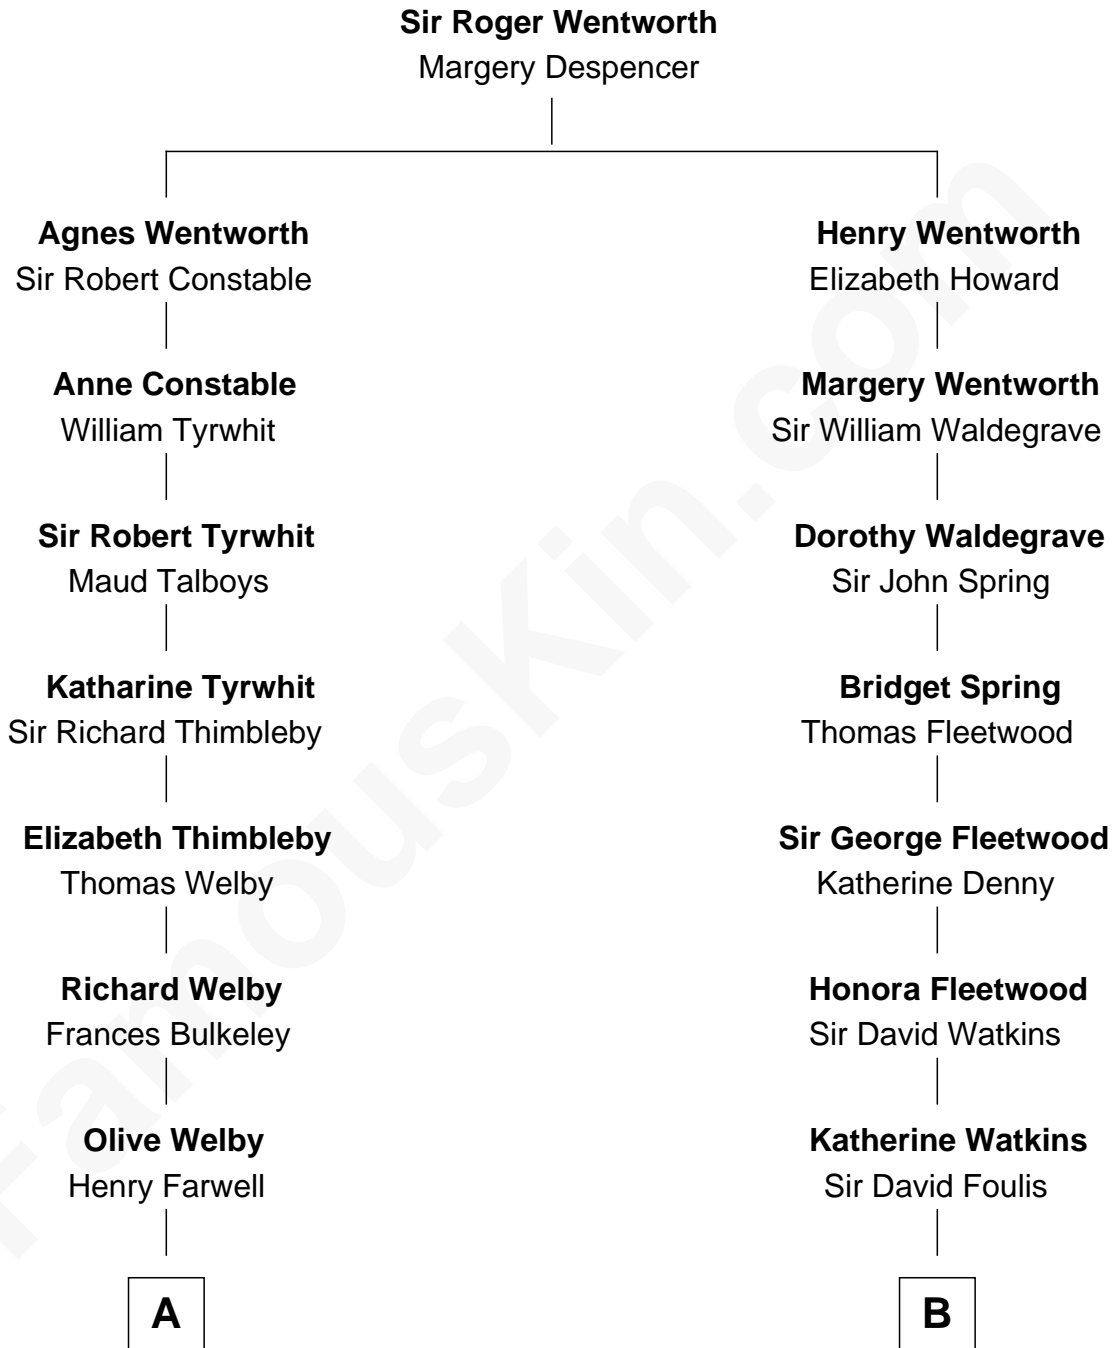 Sir Roger Wentworth
Margery Despencer
Agnes Wentworth
Sir Robert Constable
Henry Wentworth
Elizabeth Howard
Anne Constable
William Tyrwhit
Margery Wentworth
Sir William Waldegrave
Sir Robert Tyrwhit
Maud Talboys
Dorothy Waldegrave
Sir John Spring
Katharine Tyrwhit
Sir Richard Thimbleby
Bridget Spring
Thomas Fleetwood
Elizabeth Thimbleby
Thomas Welby
Sir George Fleetwood
Katherine Denny
Richard Welby
Frances Bulkeley
Honora Fleetwood
Sir David Watkins
Olive Welby
Henry Farwell
Katherine Watkins
Sir David Foulis
A
B
FamousKin.com